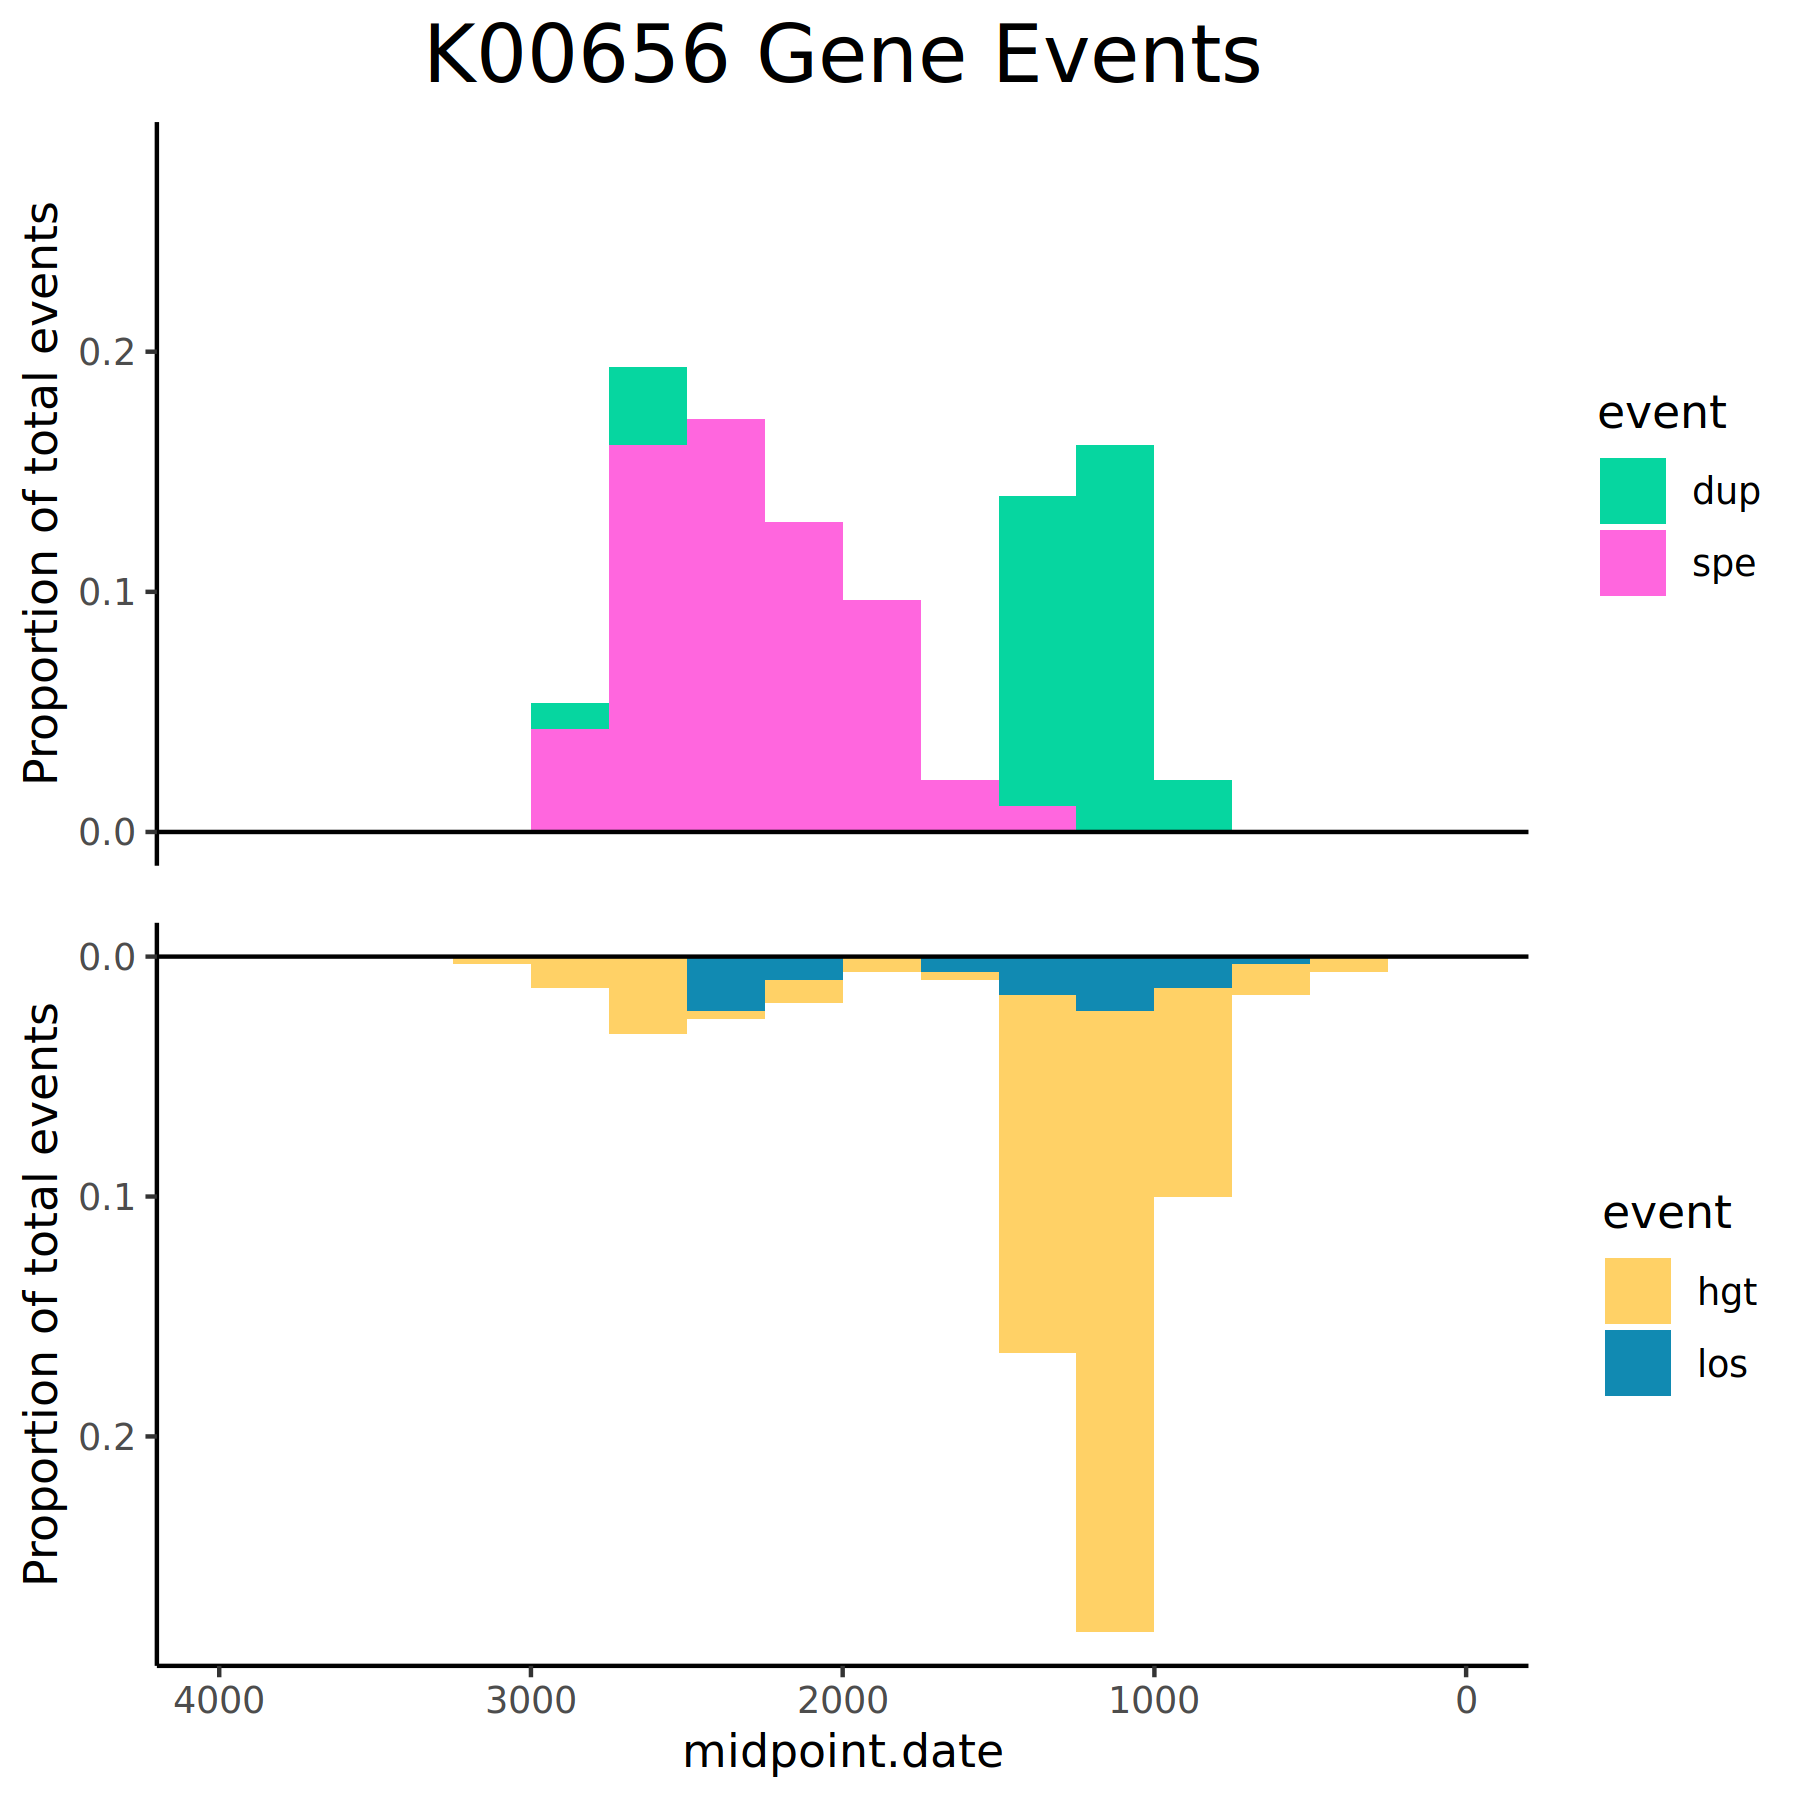 K00656 Gene Events
Proportion of total events
0.2
0.1
0.0
event
dup
spe
Proportion of total events
0.0
0.1
0.2
event
hgt
los
4000 3000 2000 1000 0
midpoint.date